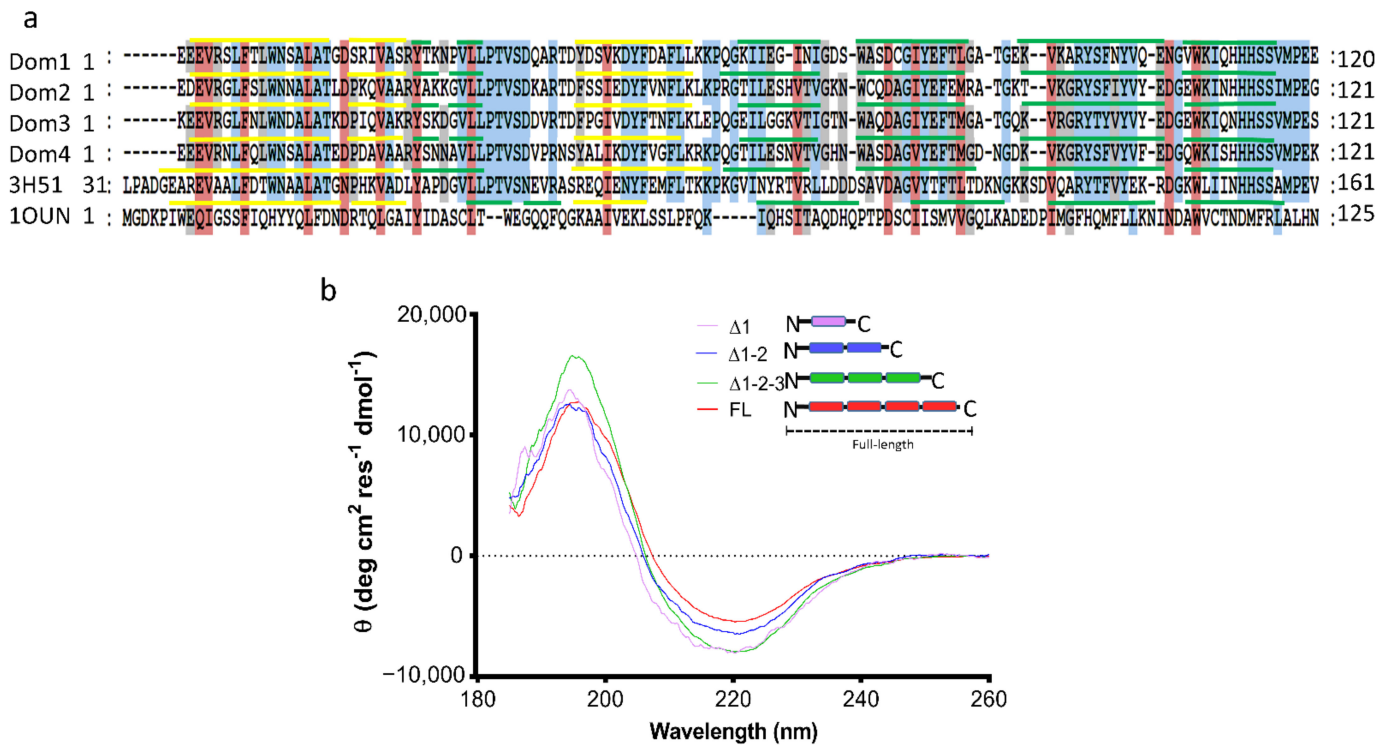 a
Dom1 1 : ------EEEVRSLFTLWNSALATGDSRIVASRYTKNPVLLPTVSDQARTDYDSVKDYFDAFLLKKPQGKIIEG-INIGDS-WASDCGIYEFTLGA-TGEK--VKARYSFNYVQ-ENGVWKIQHHHSSVMPEE :120
Dom2 1 : ------EDEVRGLFSLWNNALATLDPKQVAARYAKKGVLLPTVSDKARTDFSSIEDYFVNFLKLKPRGTILESHVTVGKN-WCQDAGIYEFEMRA-TGKT--VKGRYSFIYVY-EDGEWKINHHHSSIMPEG :121
Dom3 1 : ------KEEVRGLFNLWNDALATKDPIQVAKRYSKDGVLLPTVSDDVRTDFPGIVDYFTNFLKLEPQGEILGGKVTIGTN-WAQDAGIYEFTMGA-TGQK--VRGRYTYVYVY-EDGEWKIQNHHSSVMPES :121
Dom4 1 : ------EEEVRNLFQLWNSALATEDPDAVAARYSNNAVLLPTVSDVPRNSYALIKDYFVGFLKRKPQGTILESNVTVGHN-WASDAGVYEFTMGD-NGDK--VKGRYSFVYVF-EDGQWKISHHHSSVMPEK :121
3H51 31 : LPADGEAREVAALFDTWNAALATGNPHKVADLYAPDGVLLPTVSNEVRASREQIENYFEMFLTKKPKGVINYRTVRLLDDDSAVDAGVYTFTLTDKNGKKSDVQARYTFVYEK-RDGKWLIINHHSSAMPEV :161
1OUN 1 : MGDKPIWEQIGSSFIQHYYQLFDNDRTQLGAIYIDASCLT--WEGQQFQGKAAIVEKLSSLPFQK-----IQHSITAQDHQPTPDSCIISMVVGQLKADEDPIMGFHQMFLLKNINDAWVCTNDMFRLALHN :125
b
20,000
10,000
0
−10,000
180
200
220
240
260
θ (deg cm² res⁻¹ dmol⁻¹)
Wavelength (nm)
Δ1 N C
Δ1-2 N C
Δ1-2-3 N C
FL N C
Full-length